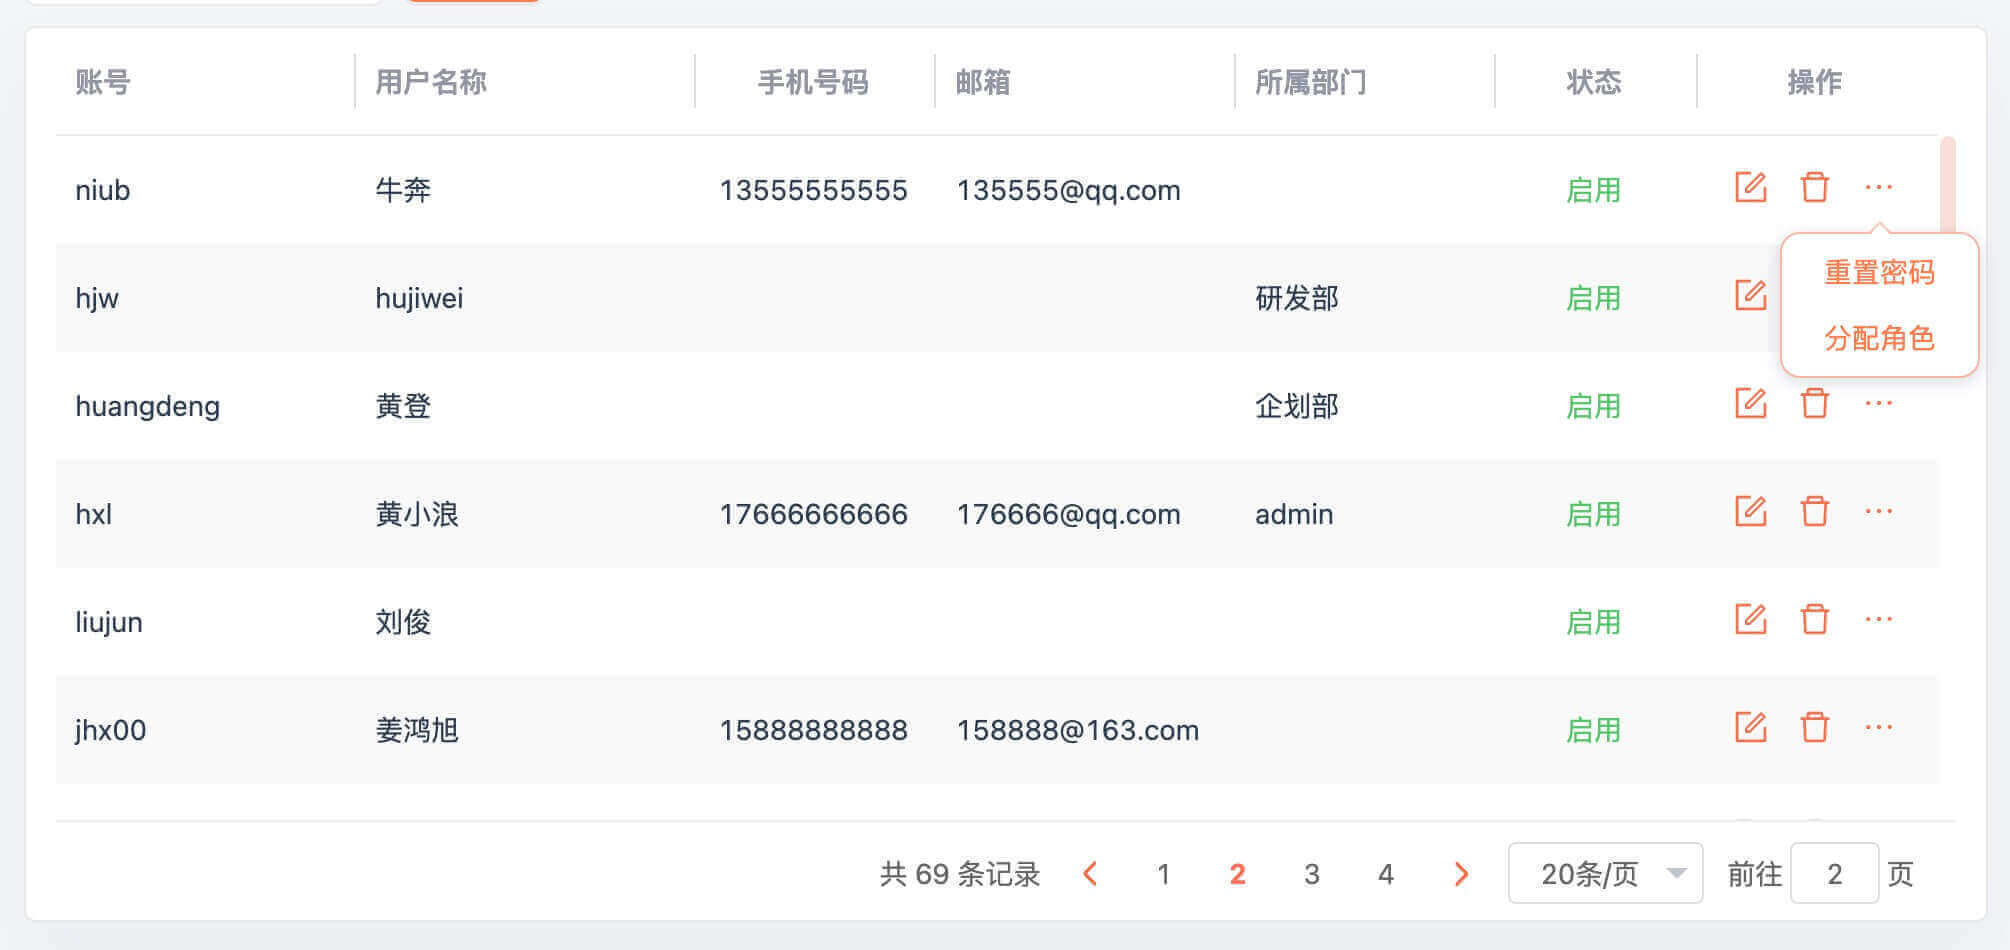 账号 用户名称 手机号码 邮箱 所属部门 状态 操作
niub 牛奔 13555555555 135555@qq.com 启用 ...
重置密码
hjw hujiwei 研发部 启用
分配角色
huangdeng 黄登 企划部 启用 ...
hxl 黄小浪 17666666666 176666@qq.com admin 启用 ...
liujun 刘俊 启用 ...
jhx00 姜鸿旭 15888888888 158888@163.com 启用 ...
共 69 条记录 1 2 3 4 20条/页 前往 2 页